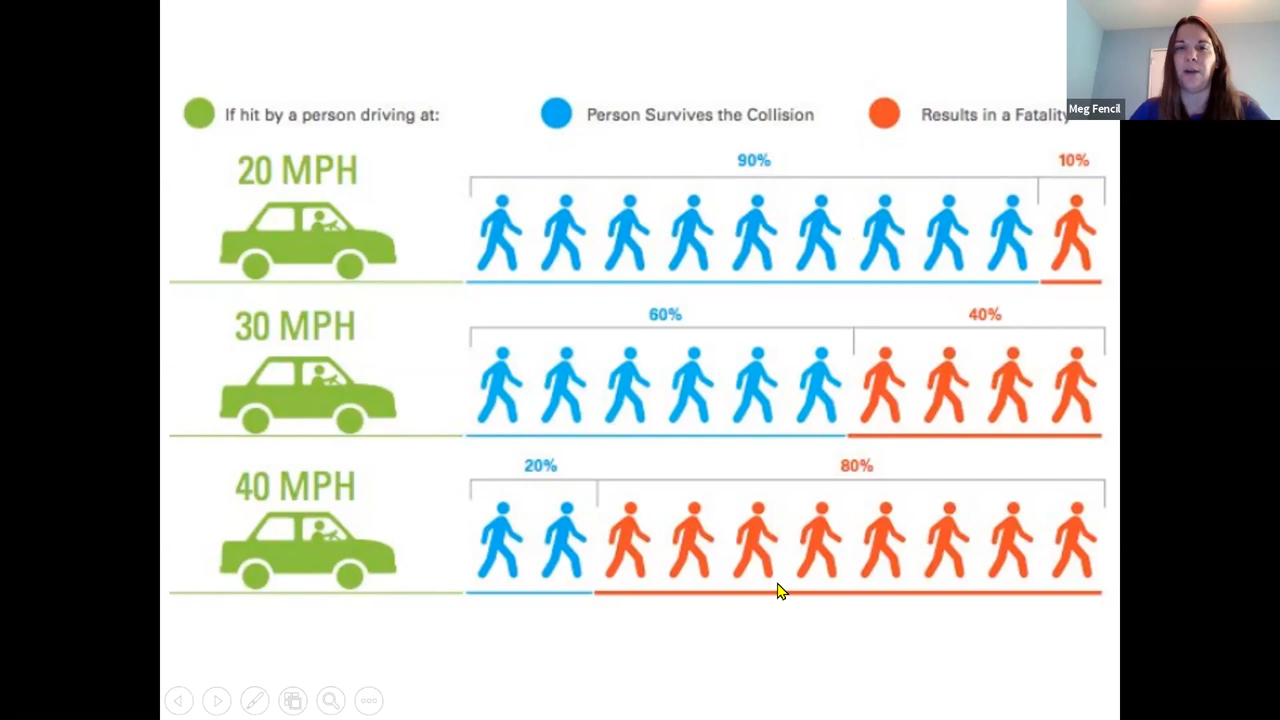 Meg Fencil
If hit by a person driving at:
Person Survives the Collision
Results in a Fatality
20 MPH
90%
10%
30 MPH
60%
40%
40 MPH
20%
80%